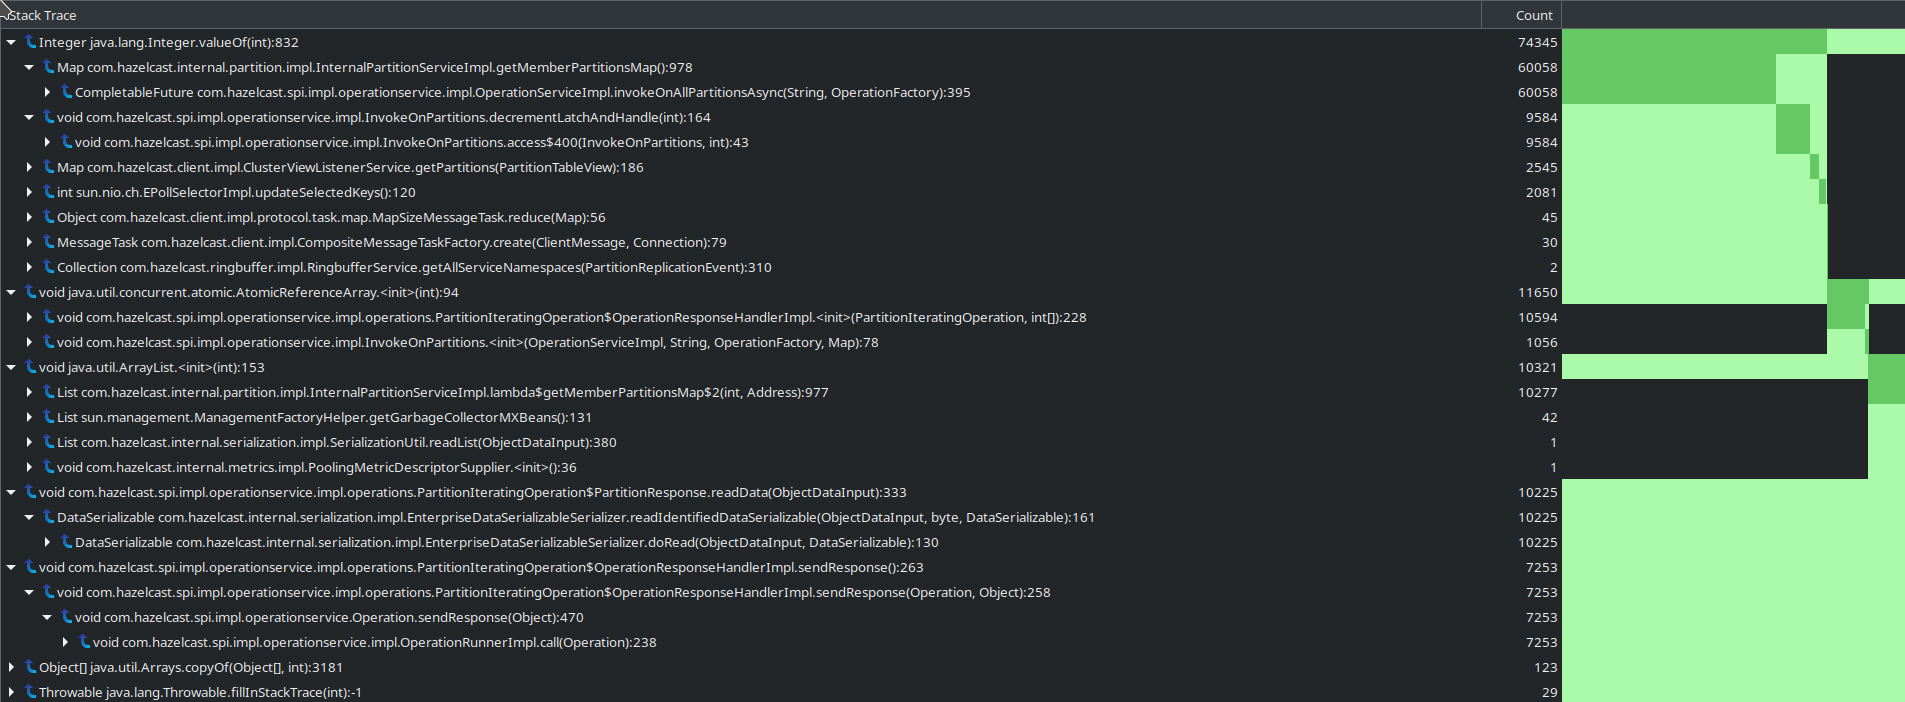 Stack Trace Count
Integer java.lang.Integer.valueOf(int):832 74345
Map com.hazelcast.internal.partition.impl.InternalPartitionServiceImpl.getMemberPartitionsMap():978 60058
CompletableFuture com.hazelcast.spi.impl.operationservice.impl.OperationServiceImpl.invokeOnAllPartitionsAsync(String, OperationFactory):395 60058
void com.hazelcast.spi.impl.operationservice.impl.InvokeOnPartitions.decrementLatchAndHandle(int):164 9584
void com.hazelcast.spi.impl.operationservice.impl.InvokeOnPartitions.access$400(InvokeOnPartitions, int):43 9584
Map com.hazelcast.client.impl.ClusterViewListenerService.getPartitions(PartitionTableView):186 2545
int sun.nio.ch.EPollSelectorImpl.updateSelectedKeys():120 2081
Object com.hazelcast.client.impl.protocol.task.map.MapSizeMessageTask.reduce(Map):56 45
MessageTask com.hazelcast.client.impl.CompositeMessageTaskFactory.create(ClientMessage, Connection):79 30
Collection com.hazelcast.ringbuffer.impl.RingbufferService.getAllServiceNamespaces(PartitionReplicationEvent):310 2
void java.util.concurrent.atomic.AtomicReferenceArray.<init>(int):94 11650
void com.hazelcast.spi.impl.operationservice.impl.operations.PartitionIteratingOperation$OperationResponseHandlerImpl.<init>(PartitionIteratingOperation, int[]):228 10594
void com.hazelcast.spi.impl.operationservice.impl.InvokeOnPartitions.<init>(OperationServiceImpl, String, OperationFactory, Map):78 1056
void java.util.ArrayList.<init>(int):153 10321
List com.hazelcast.internal.partition.impl.InternalPartitionServiceImpl.lambda$getMemberPartitionsMap$2(int, Address):977 10277
List sun.management.ManagementFactoryHelper.getGarbageCollectorMXBeans():131 42
List com.hazelcast.internal.serialization.impl.SerializationUtil.readList(ObjectDataInput):380 1
void com.hazelcast.internal.metrics.impl.PoolingMetricDescriptorSupplier.<init>():36 1
void com.hazelcast.spi.impl.operationservice.impl.operations.PartitionIteratingOperation$PartitionResponse.readData(ObjectDataInput):333 10225
DataSerializable com.hazelcast.internal.serialization.impl.EnterpriseDataSerializableSerializer.readIdentifiedDataSerializable(ObjectDataInput, byte, DataSerializable):161 10225
DataSerializable com.hazelcast.internal.serialization.impl.EnterpriseDataSerializableSerializer.doRead(ObjectDataInput, DataSerializable):130 10225
void com.hazelcast.spi.impl.operationservice.impl.operations.PartitionIteratingOperation$OperationResponseHandlerImpl.sendResponse():263 7253
void com.hazelcast.spi.impl.operationservice.impl.operations.PartitionIteratingOperation$OperationResponseHandlerImpl.sendResponse(Operation, Object):258 7253
void com.hazelcast.spi.impl.operationservice.Operation.sendResponse(Object):470 7253
void com.hazelcast.spi.impl.operationservice.impl.OperationRunnerImpl.call(Operation):238 7253
Object[] java.util.Arrays.copyOf(Object[], int):3181 123
Throwable java.lang.Throwable.fillInStackTrace(int):-1 29